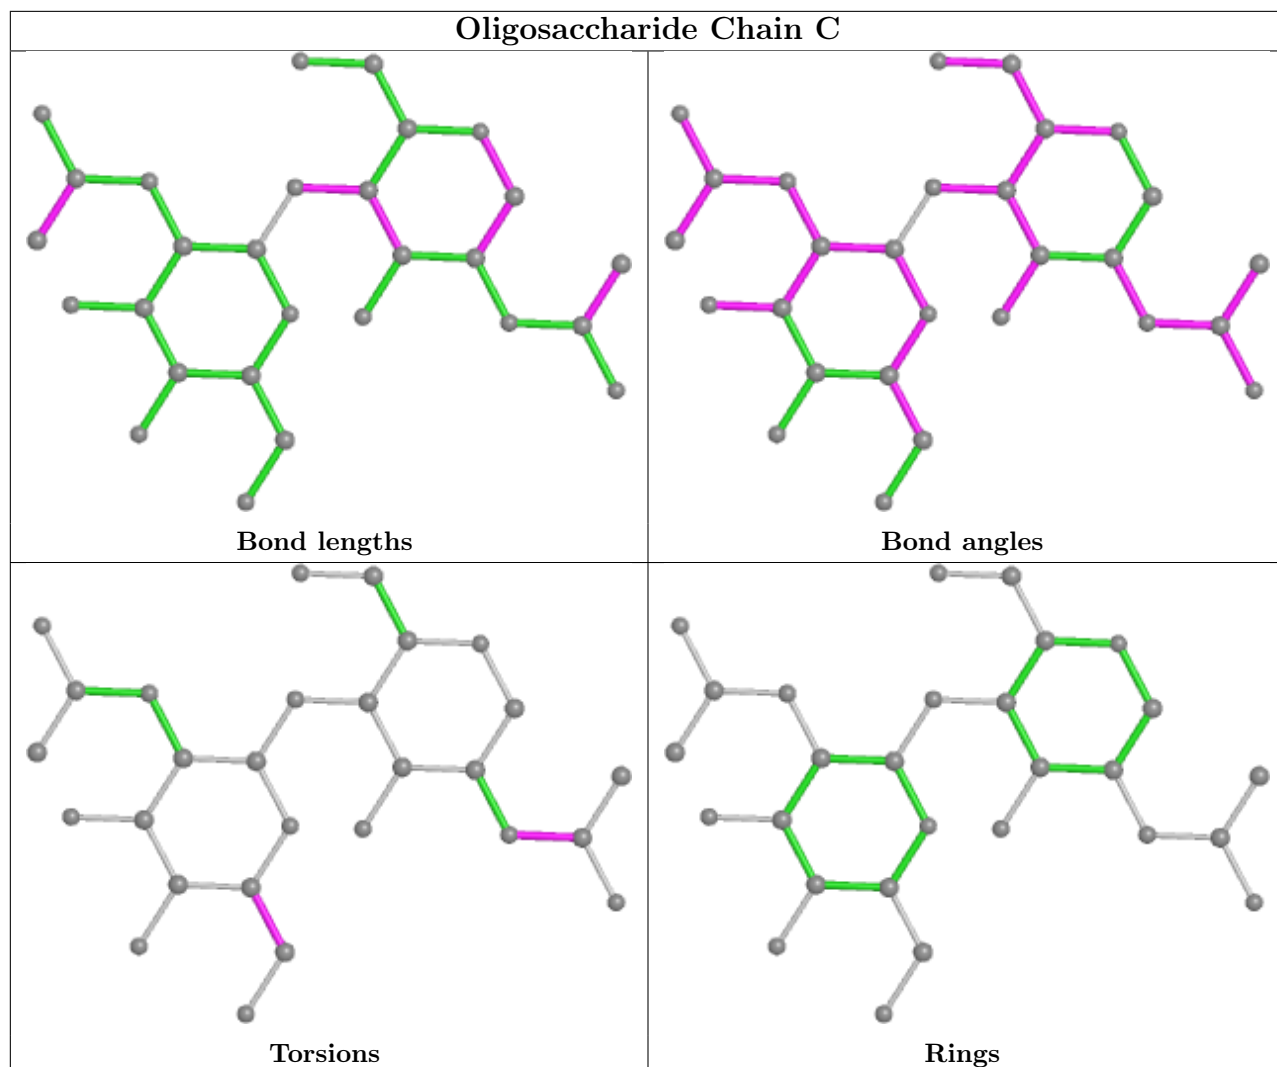 Oligosaccharide Chain C
Bond lengths
Bond angles
Torsions
Rings